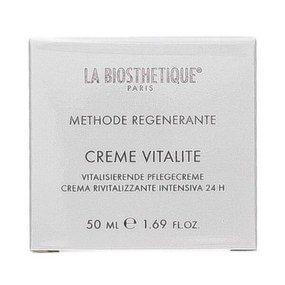 LA BIOSTHETIQUE®
PARIS
METHODE REGENERANTE
CREME VITALITE
VITALISIERENDE PFLEGECREME
CREMA RIVITALIZZANTE INTENSIVA 24 H
50 ML ℮ 1.69 FL.OZ.